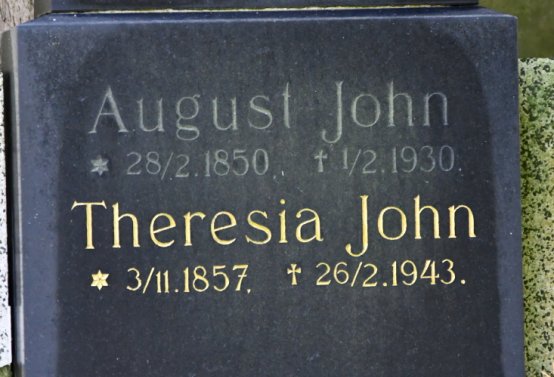 August John
* 28/2.1850. † 1/2.1930.
Theresia John
* 3/11.1857. † 26/2.1943.